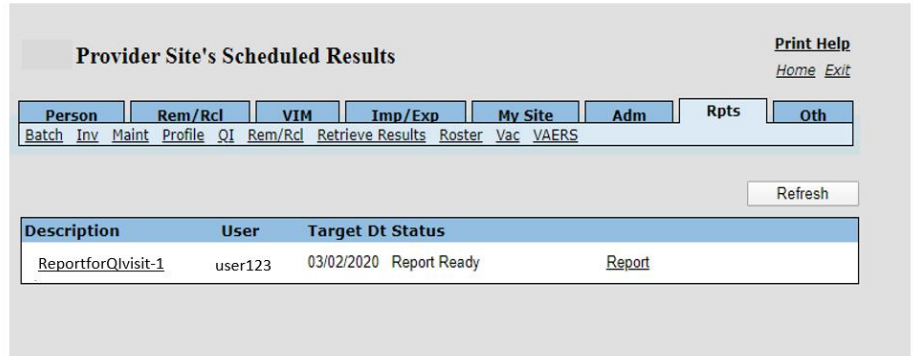 Provider Site's Scheduled Results
Print Help
Home Exit
Person Rem/Rcl VIM Imp/Exp My Site Adm Rpts Oth
Batch Inv Maint Profile QI Rem/Rcl Retrieve Results Roster Vac VAERS
Refresh
Description User Target Dt Status
ReportforQIvisit-1 user123 03/02/2020 Report Ready Report